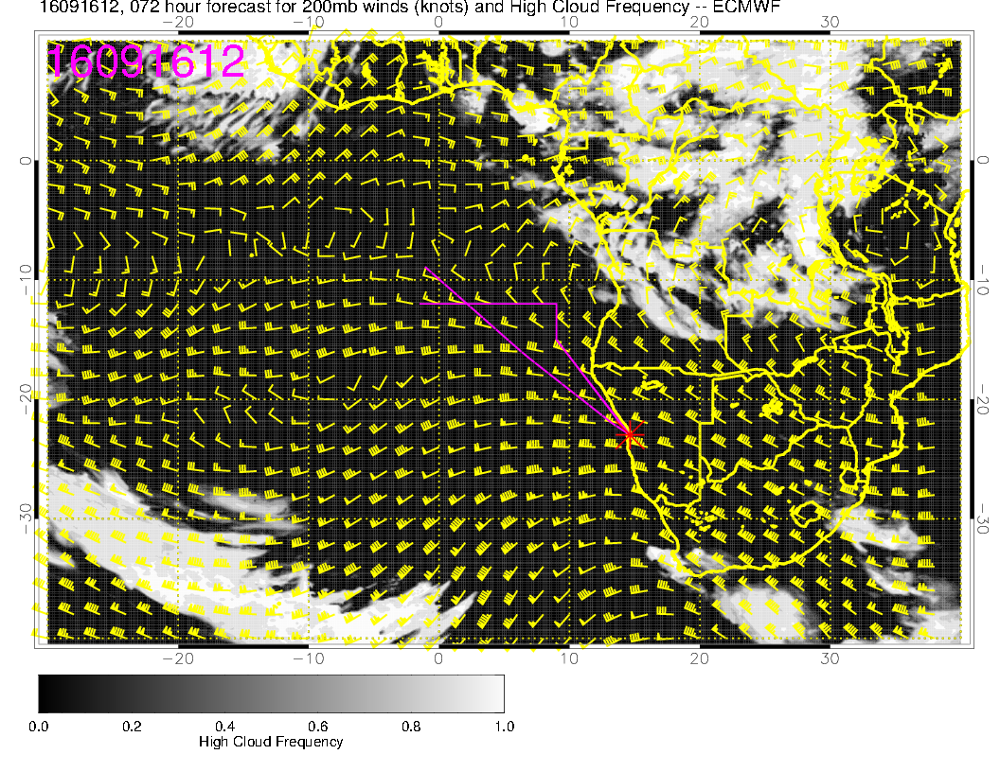 16091612, 072 hour forecast for 200mb winds (knots) and High Cloud Frequency -- ECMWF
−20 −10 0 10 20 30
16091612
0 0
−10 −10
−20 −20
−30 −30
−20 −10 0 10 20 30
0.0 0.2 0.4 0.6 0.8 1.0
High Cloud Frequency